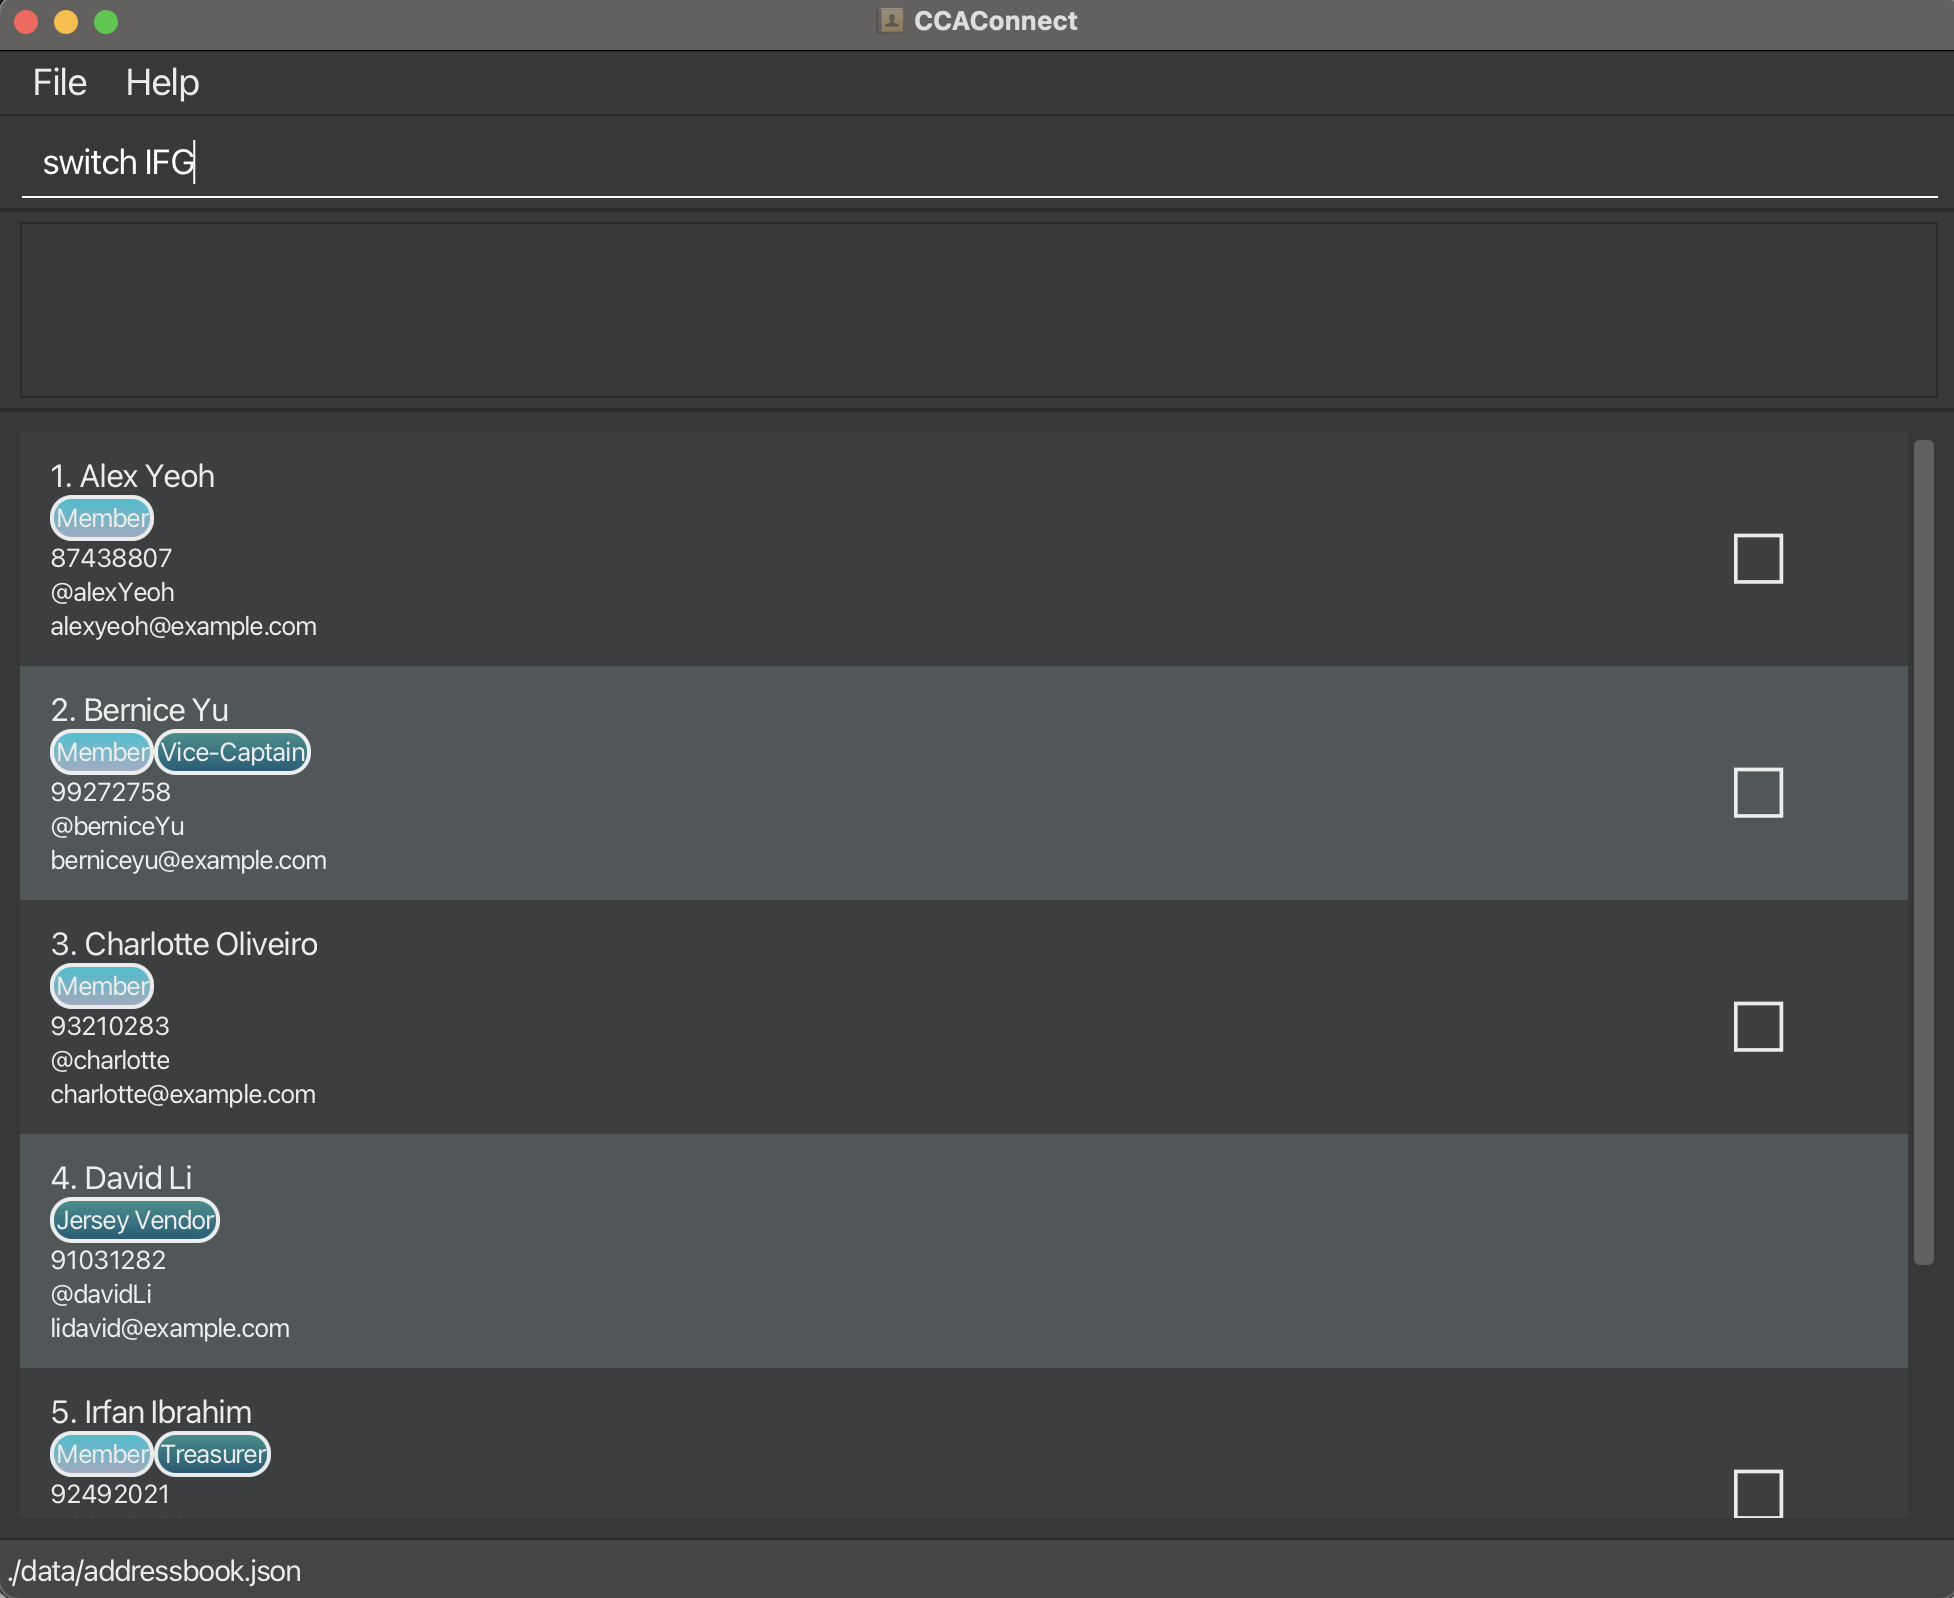 CCAConnect
File Help
switch IFG
1. Alex Yeoh
Member
87438807
@alexYeoh
alexyeoh@example.com
2. Bernice Yu
Member Vice-Captain
99272758
@berniceYu
berniceyu@example.com
3. Charlotte Oliveiro
Member
93210283
@charlotte
charlotte@example.com
4. David Li
Jersey Vendor
91031282
@davidLi
lidavid@example.com
5. Irfan Ibrahim
Member Treasurer
92492021
./data/addressbook.json